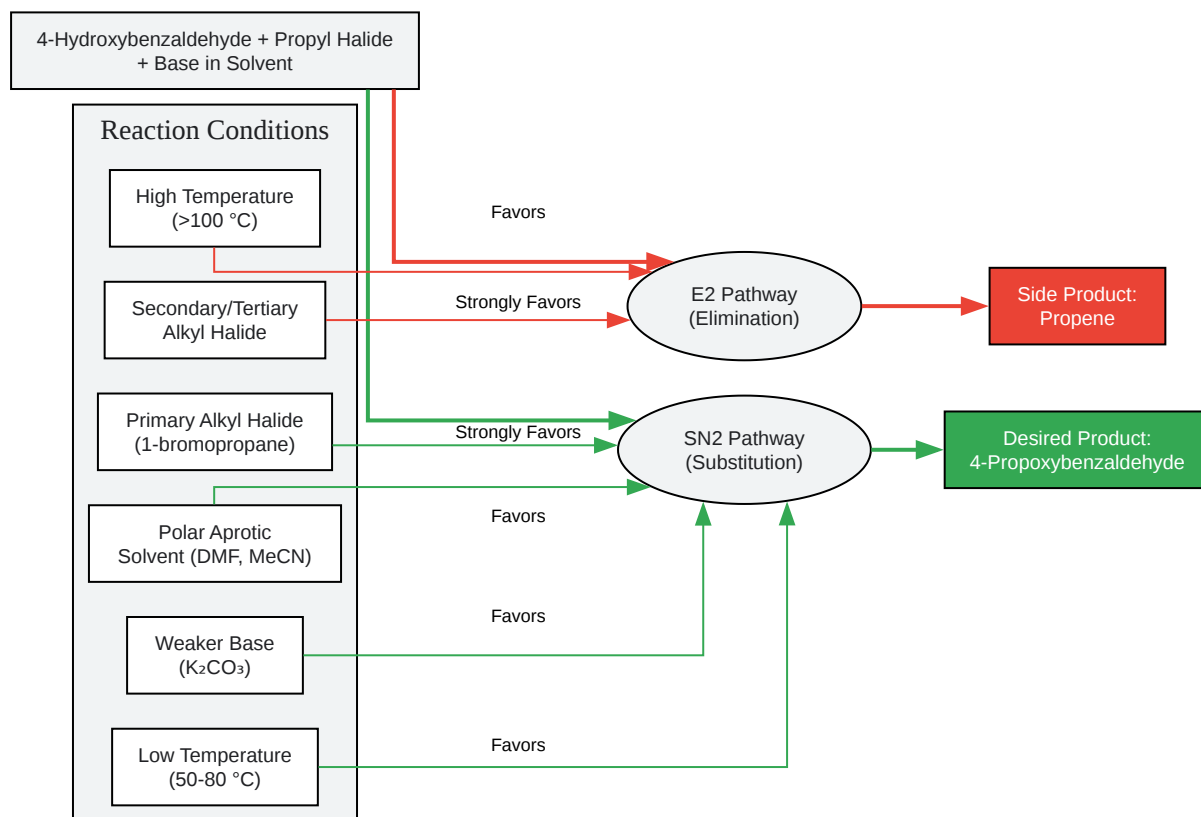 4-Hydroxybenzaldehyde + Propyl Halide
+ Base in Solvent
Reaction Conditions
High Temperature
(>100 °C)
Favors
Secondary/Tertiary
Alkyl Halide
Strongly Favors
E2 Pathway
(Elimination)
Side Product:
Propene
Primary Alkyl Halide
(1-bromopropane)
Strongly Favors
SN2 Pathway
(Substitution)
Desired Product:
4-Propoxybenzaldehyde
Polar Aprotic
Solvent (DMF, MeCN)
Favors
Weaker Base
(K₂CO₃)
Favors
Low Temperature
(50-80 °C)
Favors